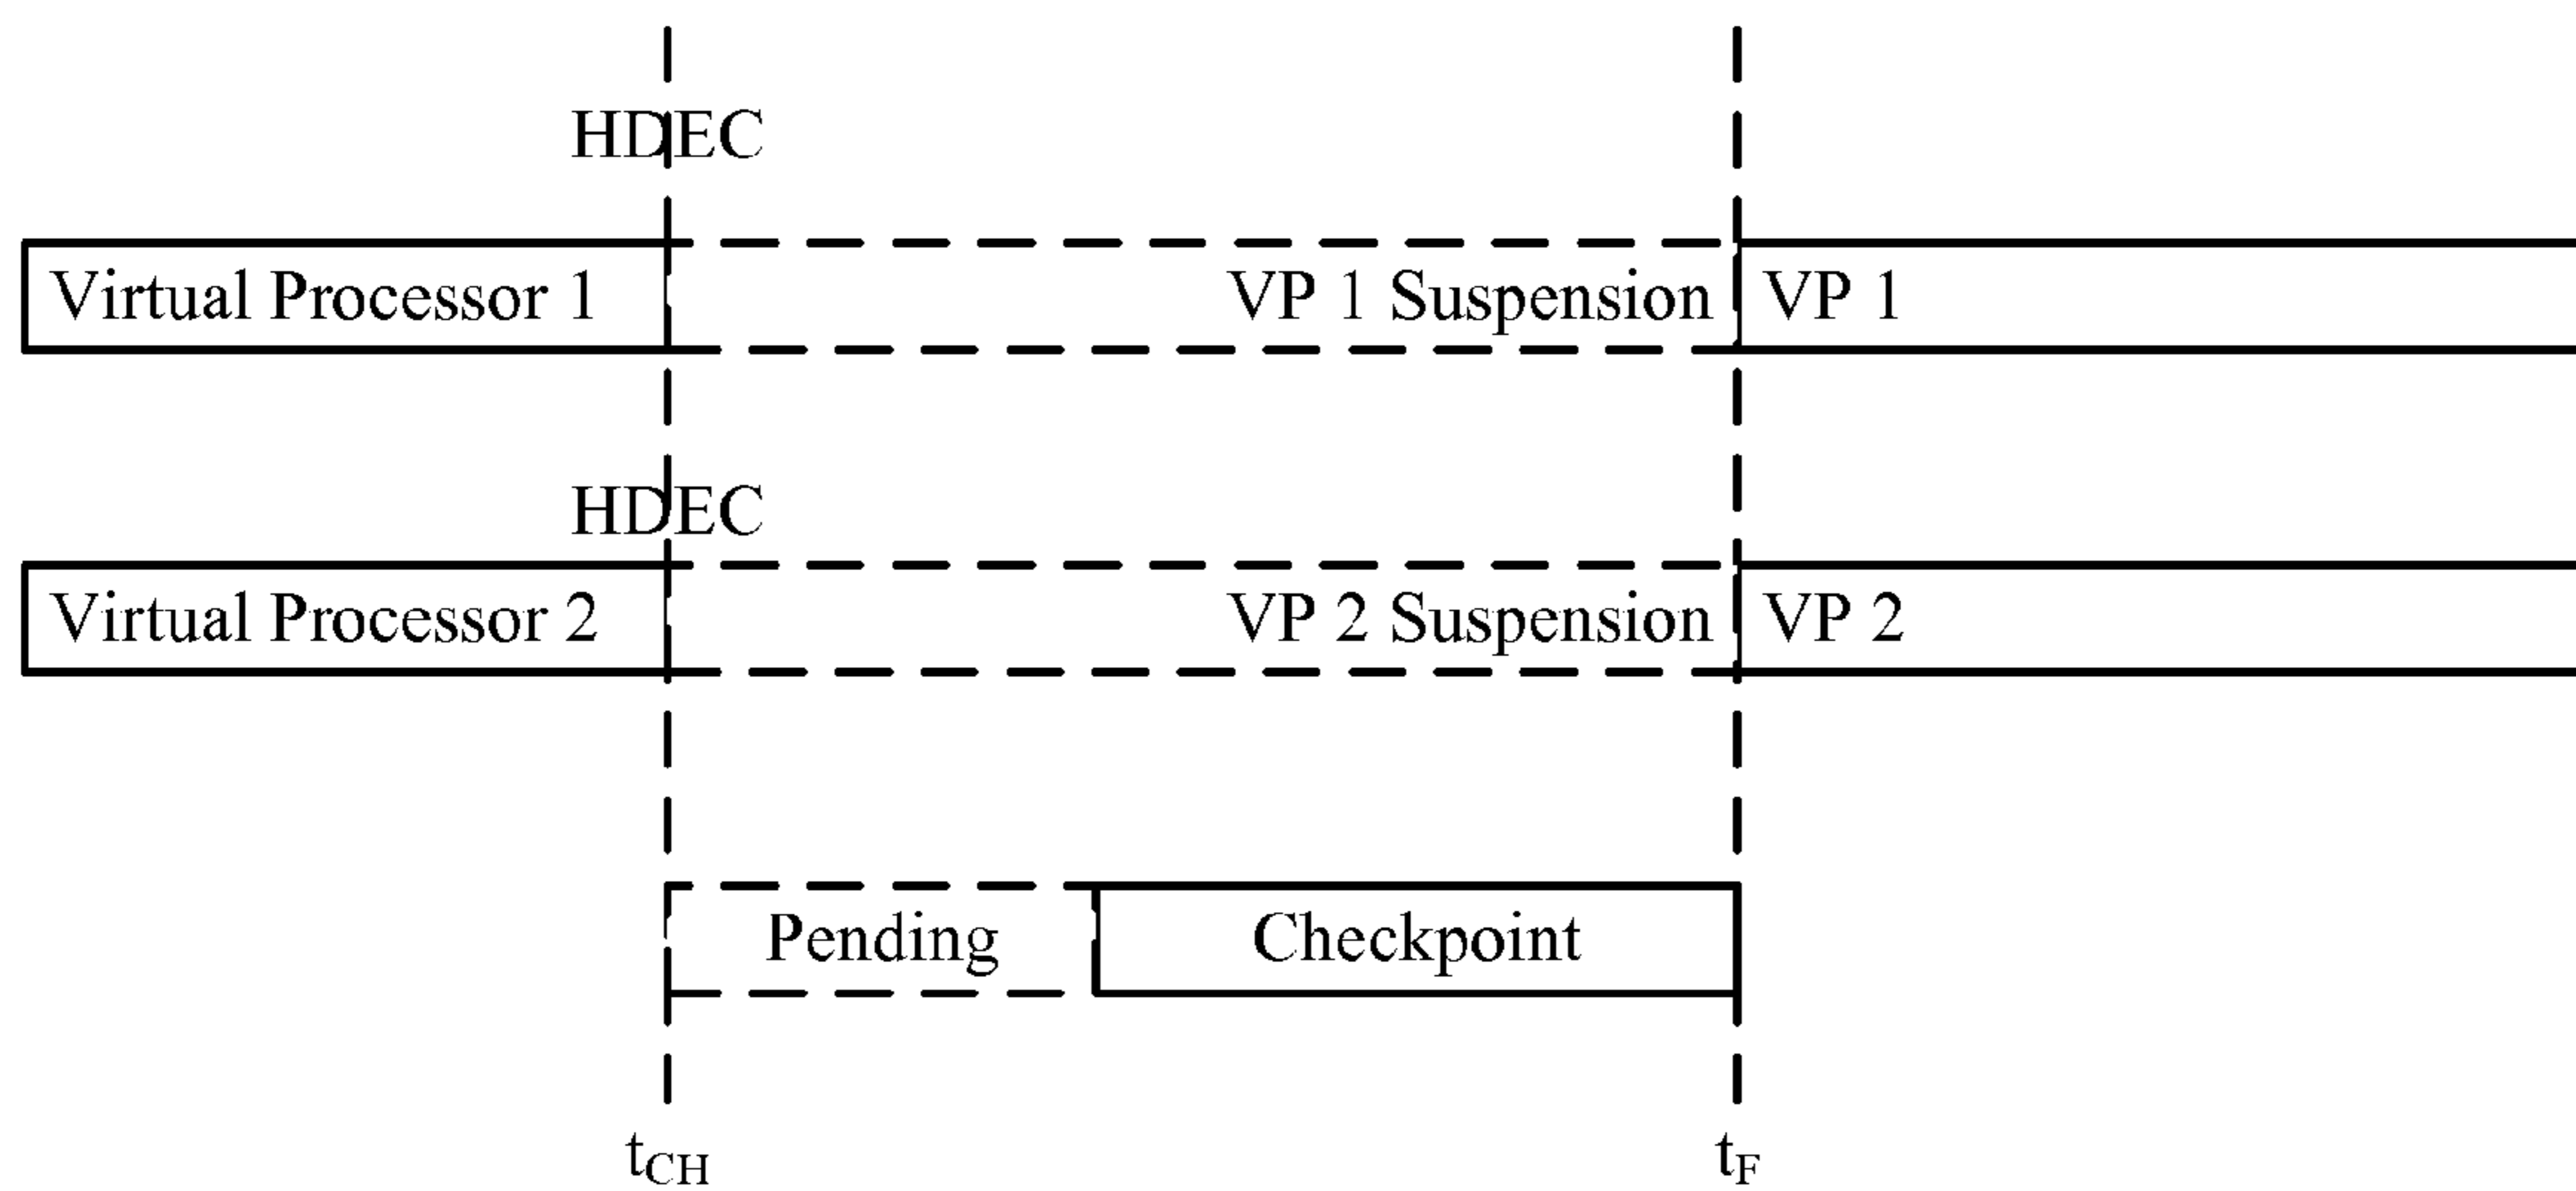 HDEC
Virtual Processor 1 VP 1 Suspension VP 1
HDEC
Virtual Processor 2 VP 2 Suspension VP 2
Pending Checkpoint
tCH tF